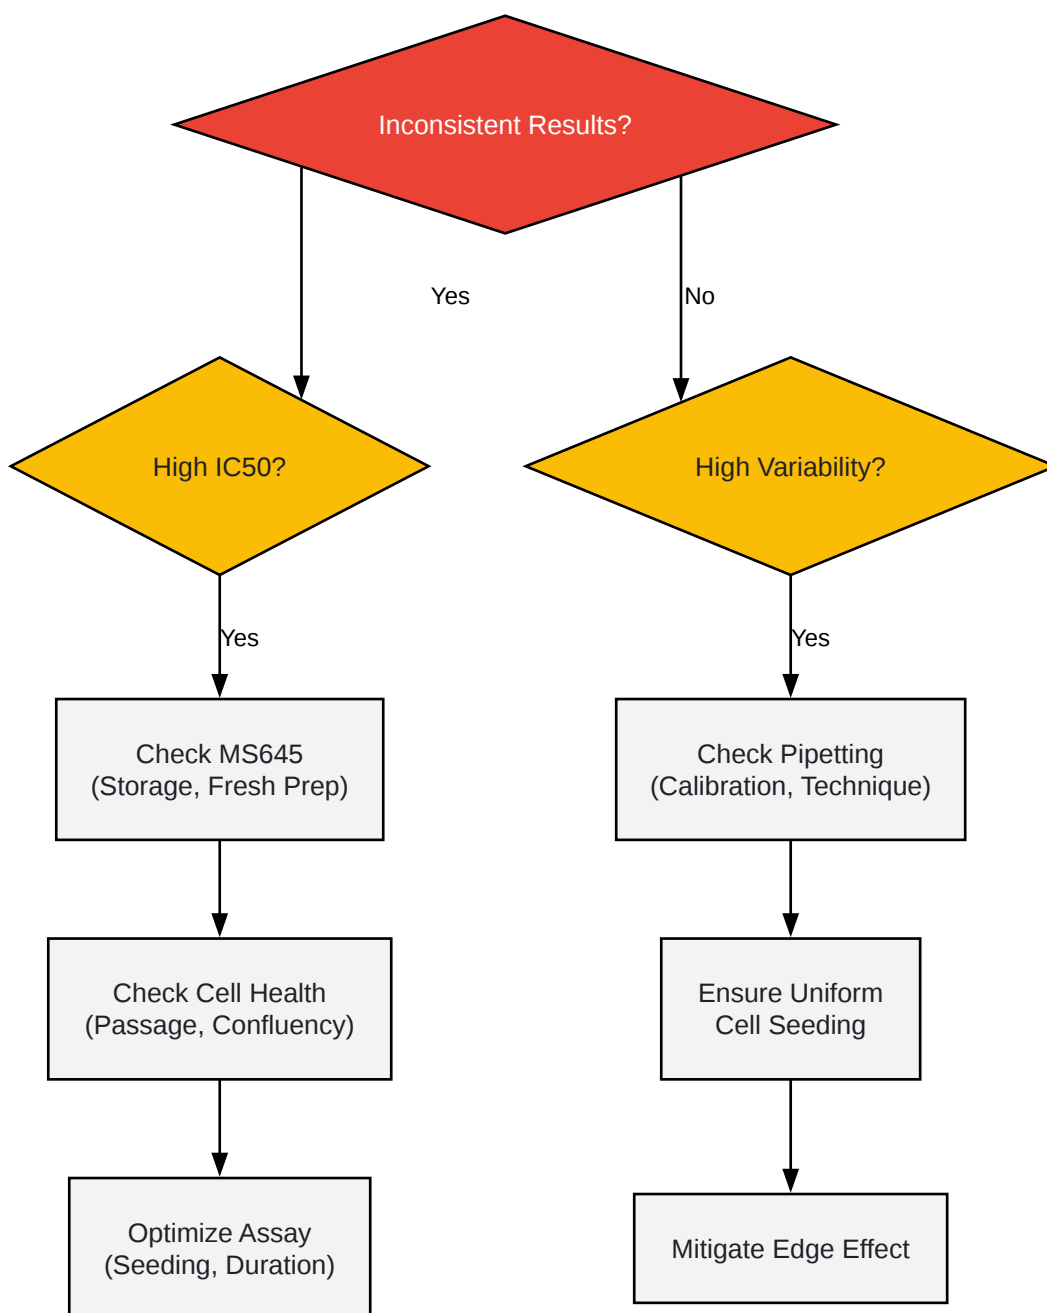 Inconsistent Results?
Yes
No
High IC50?
High Variability?
Yes
Yes
Check MS645
(Storage, Fresh Prep)
Check Pipetting
(Calibration, Technique)
Check Cell Health
(Passage, Confluency)
Ensure Uniform
Cell Seeding
Optimize Assay
(Seeding, Duration)
Mitigate Edge Effect